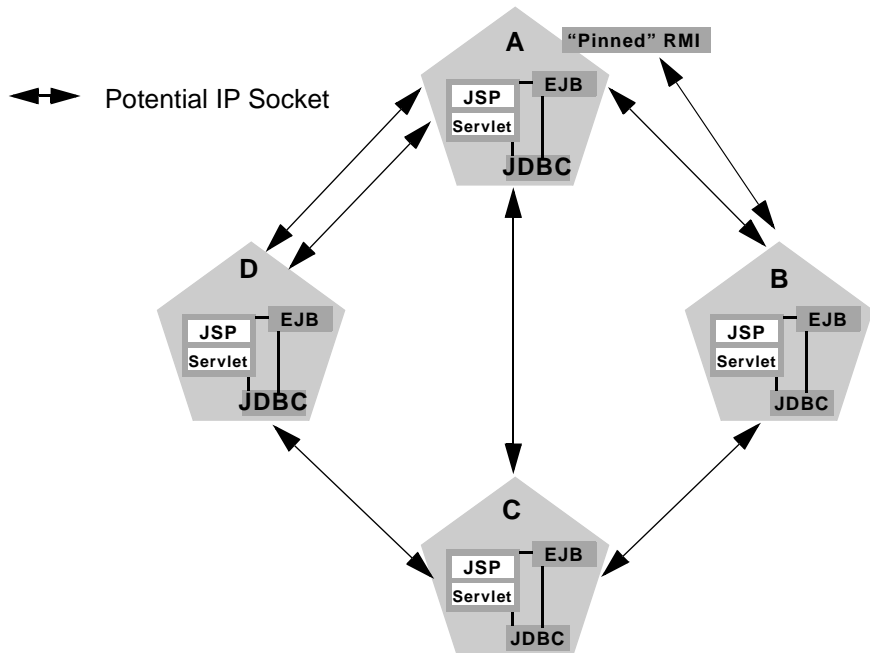 A
"Pinned" RMI
Potential IP Socket
JSP
Servlet
EJB
JDBC
D
JSP
Servlet
EJB
JDBC
B
JSP
Servlet
EJB
JDBC
C
JSP
Servlet
EJB
JDBC